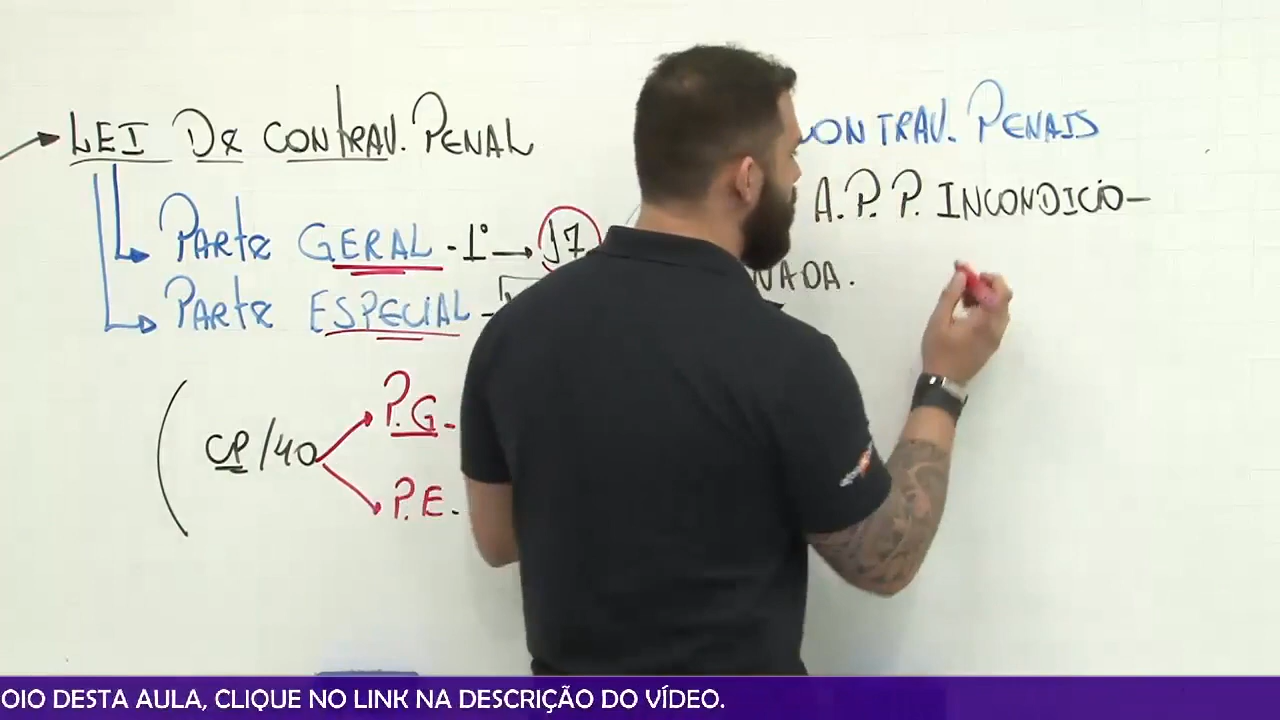 LEI DE CONTRAV. PENAL
PARTE GERAL - 1° → 17
PARTE ESPECIAL -
CP/40
P.G.
P.E.
CONTRAV. PENAIS
A.P.P. INCONDICIO-
NADA.
OIO DESTA AULA, CLIQUE NO LINK NA DESCRIÇÃO DO VÍDEO.